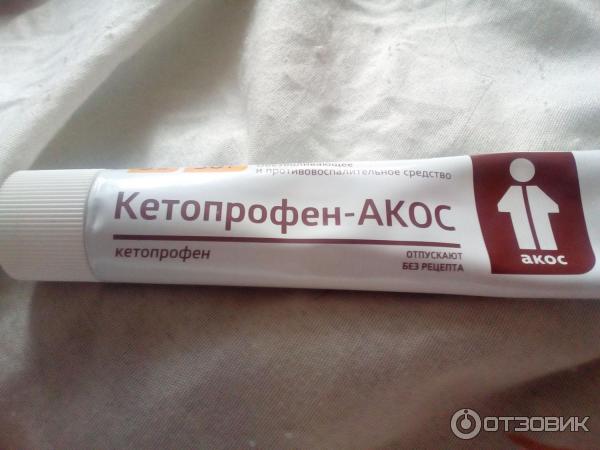 и противовоспалительное средство
Кетопрофен-АКОС
кетопрофен
ОТПУСКАЮТ
БЕЗ РЕЦЕПТА
акос
ОТЗОВИК